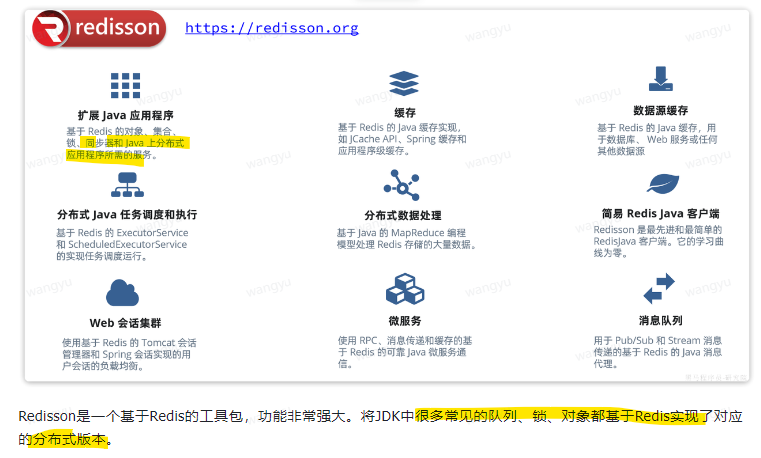 redisson https://redisson.org
扩展 Java 应用程序
基于 Redis 的对象、集合、
锁、同步器和 Java 上分布式
应用程序所需的服务。
缓存
基于 Redis 的 Java 缓存实现，
如 JCache API、Spring 缓存和
应用程序级缓存。
数据源缓存
基于 Redis 的 Java 缓存，用
于数据库、Web 服务或任何
其他数据源
分布式 Java 任务调度和执行
基于 Redis 的 ExecutorService
和 ScheduledExecutorService
的实现任务调度运行。
分布式数据处理
基于 Java 的 MapReduce 编程
模型处理 Redis 存储的大量数据。
简易 Redis Java 客户端
Redisson 是最先进和最简单的
RedisJava 客户端。它的学习曲
线为零。
Web 会话集群
使用基于 Redis 的 Tomcat 会话
管理器和 Spring 会话实现的用
户会话的负载均衡。
微服务
使用 RPC、消息传递和缓存的基
于 Redis 的可靠 Java 微服务通
信。
消息队列
用于 Pub/Sub 和 Stream 消息
传递的基于 Redis 的 Java 消息
代理。
wangyu
wangyu
wangyu
wangyu
wangyu
wangyu
wangyu
wangyu
wangyu
Redisson是一个基于Redis的工具包，功能非常强大。将JDK中很多常见的队列、锁、对象都基于Redis实现了对应
的分布式版本。